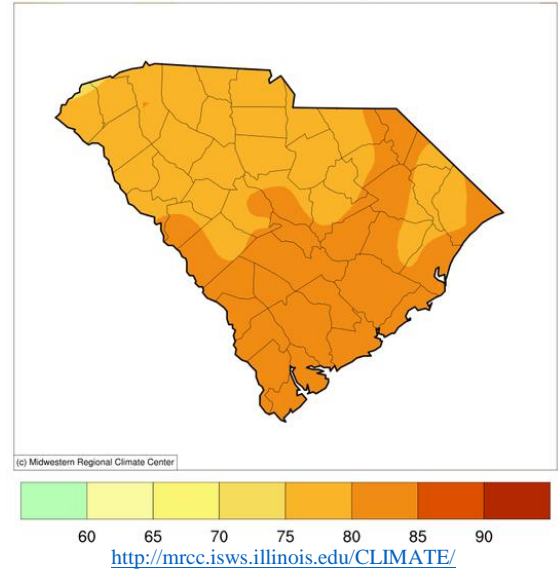 (c) Midwestern Regional Climate Center
60 65 70 75 80 85 90
http://mrcc.isws.illinois.edu/CLIMATE/